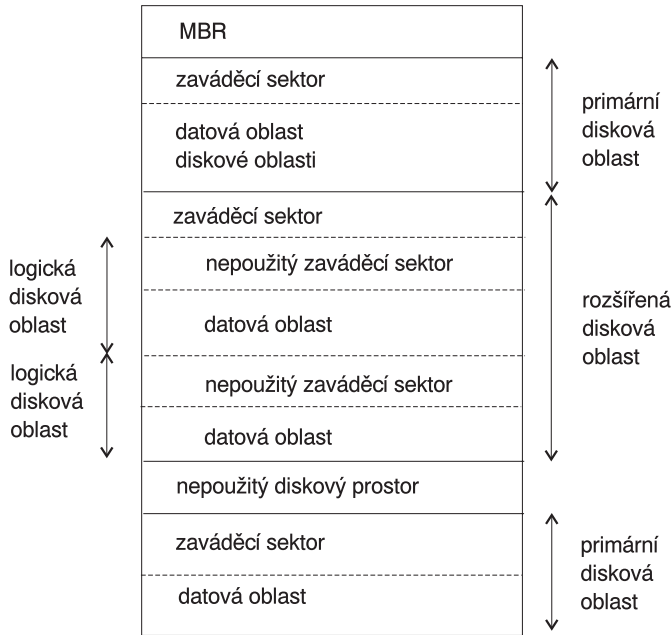 MBR
zaváděcí sektor
datová oblast
diskové oblasti
primární
disková
oblast
zaváděcí sektor
nepoužitý zaváděcí sektor
datová oblast
logická
disková
oblast
nepoužitý zaváděcí sektor
datová oblast
logická
disková
oblast
rozšířená
disková
oblast
nepoužitý diskový prostor
zaváděcí sektor
datová oblast
primární
disková
oblast